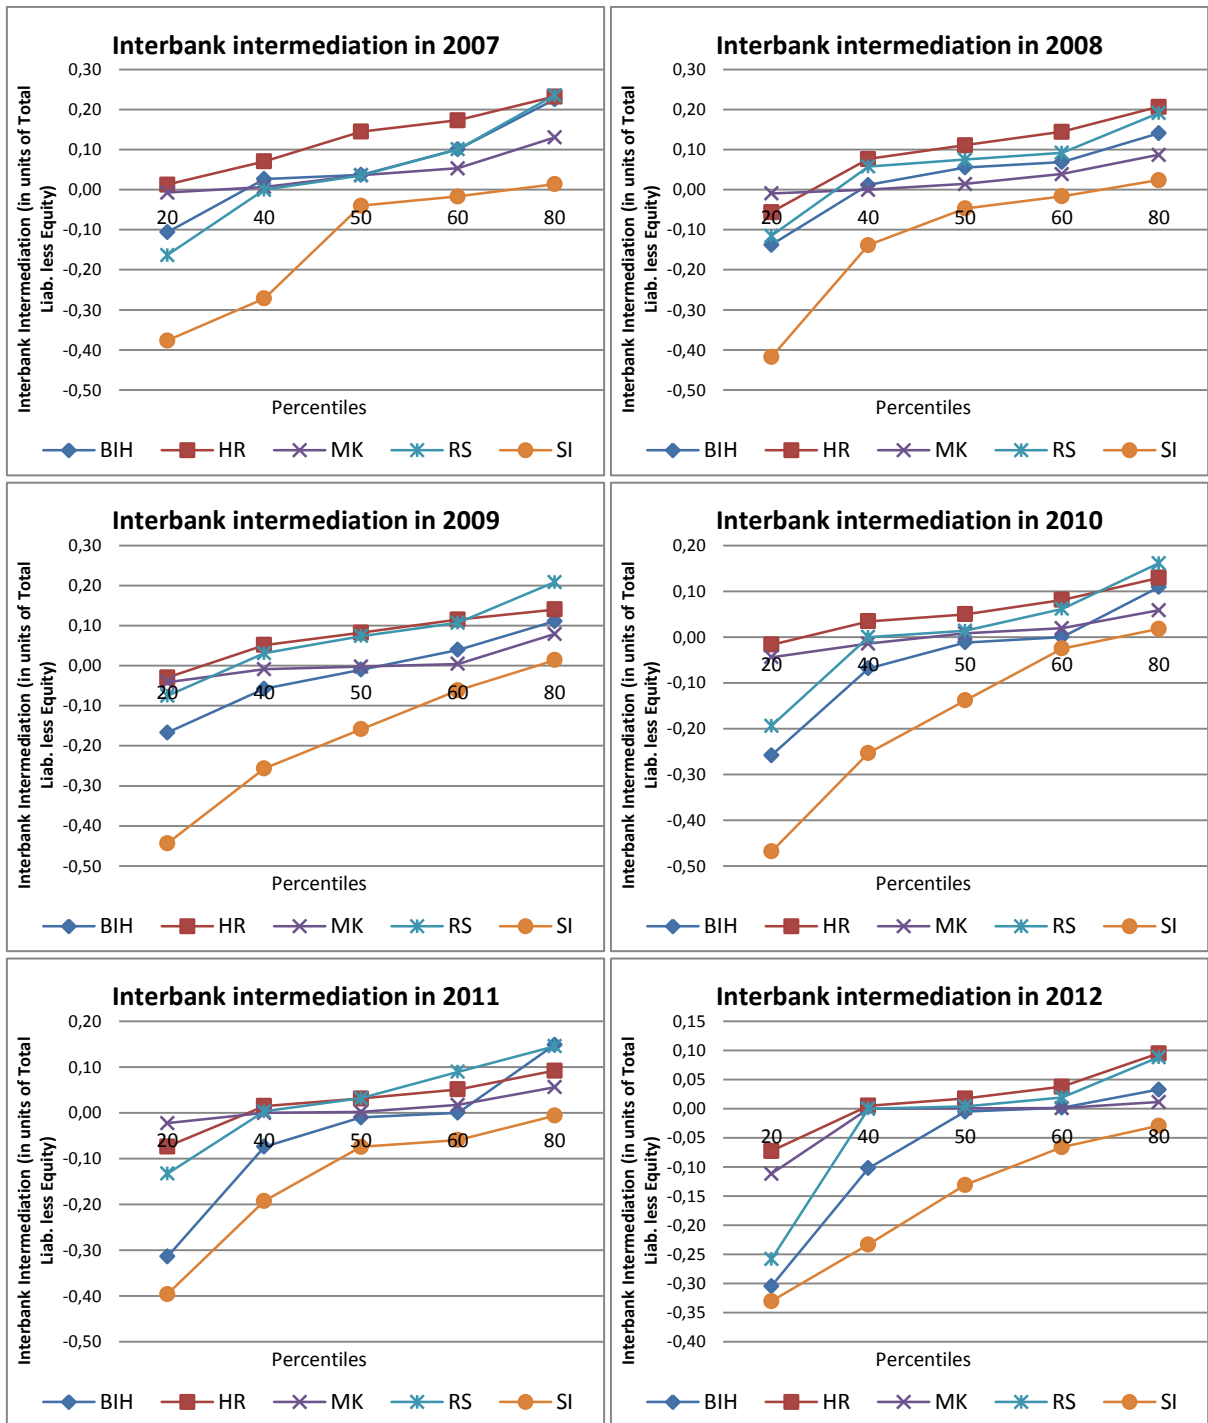 Interbank intermediation in 2007
Interbank Intermediation (in units of Total
Liab. less Equity)
0,30
0,20
0,10
0,00
-0,10
-0,20
-0,30
-0,40
-0,50
20 40 50 60 80
Percentiles
BIH HR MK RS SI
Interbank intermediation in 2008
Interbank Intermediation (in units of Total
Liab. less Equity)
0,30
0,20
0,10
0,00
-0,10
-0,20
-0,30
-0,40
-0,50
20 40 50 60 80
Percentiles
BIH HR MK RS SI
Interbank intermediation in 2009
Interbank Intermediation (in units of Total
Liab. less Equity)
0,30
0,20
0,10
0,00
-0,10
-0,20
-0,30
-0,40
-0,50
20 40 50 60 80
Percentiles
BIH HR MK RS SI
Interbank intermediation in 2010
Interbank Intermediation (in units of Total
Liab. less Equity)
0,20
0,10
0,00
-0,10
-0,20
-0,30
-0,40
-0,50
20 40 50 60 80
Percentiles
BIH HR MK RS SI
Interbank intermediation in 2011
Interbank Intermediation (in units of Total
Liab. less Equity)
0,20
0,10
0,00
-0,10
-0,20
-0,30
-0,40
-0,50
20 40 50 60 80
Percentiles
BIH HR MK RS SI
Interbank intermediation in 2012
Interbank Intermediation (in units of Total
Liab. less Equity)
0,15
0,10
0,05
0,00
-0,05
-0,10
-0,15
-0,20
-0,25
-0,30
-0,35
-0,40
20 40 50 60 80
Percentiles
BIH HR MK RS SI